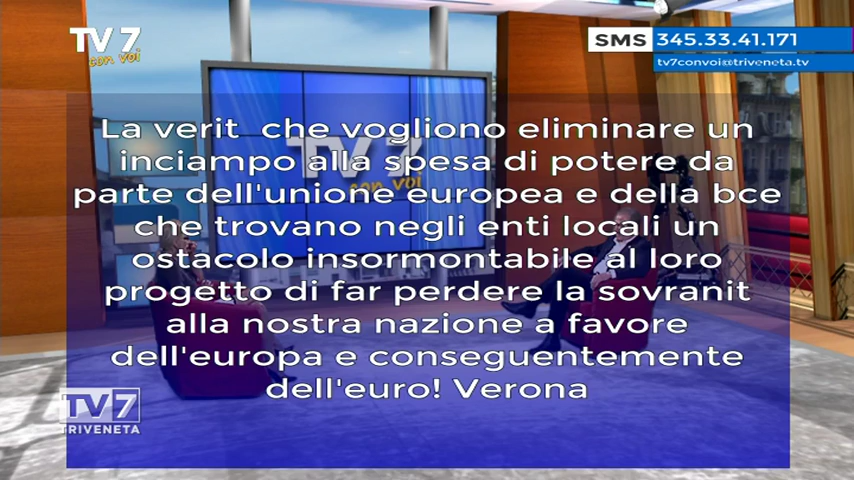 TV7
con voi
SMS 345.33.41.171
tv7convoi@triveneta.tv
La verit che vogliono eliminare un
inciampo alla spesa di potere da
parte dell'unione europea e della bce
che trovano negli enti locali un
ostacolo insormontabile al loro
progetto di far perdere la sovranit
alla nostra nazione a favore
dell'europa e conseguentemente
dell'euro! Verona
TV7
con voi
TV7
TRIVENETA